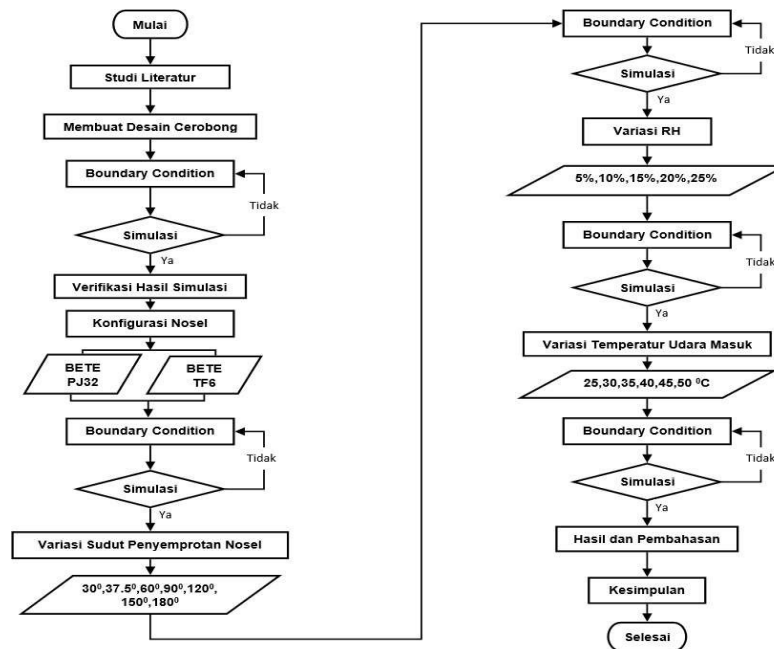 Mulai
Studi Literatur
Membuat Desain Cerobong
Boundary Condition
Tidak
Simulasi
Ya
Verifikasi Hasil Simulasi
Konfigurasi Nosel
BETE
PJ32
BETE
TF6
Boundary Condition
Tidak
Simulasi
Ya
Variasi Sudut Penyemprotan Nosel
30⁰,37.5⁰,60⁰,90⁰,120⁰,
150⁰,180⁰
Boundary Condition
Tidak
Simulasi
Ya
Variasi RH
5%,10%,15%,20%,25%
Boundary Condition
Tidak
Simulasi
Ya
Variasi Temperatur Udara Masuk
25,30,35,40,45,50 ⁰C
Boundary Condition
Tidak
Simulasi
Ya
Hasil dan Pembahasan
Kesimpulan
Selesai